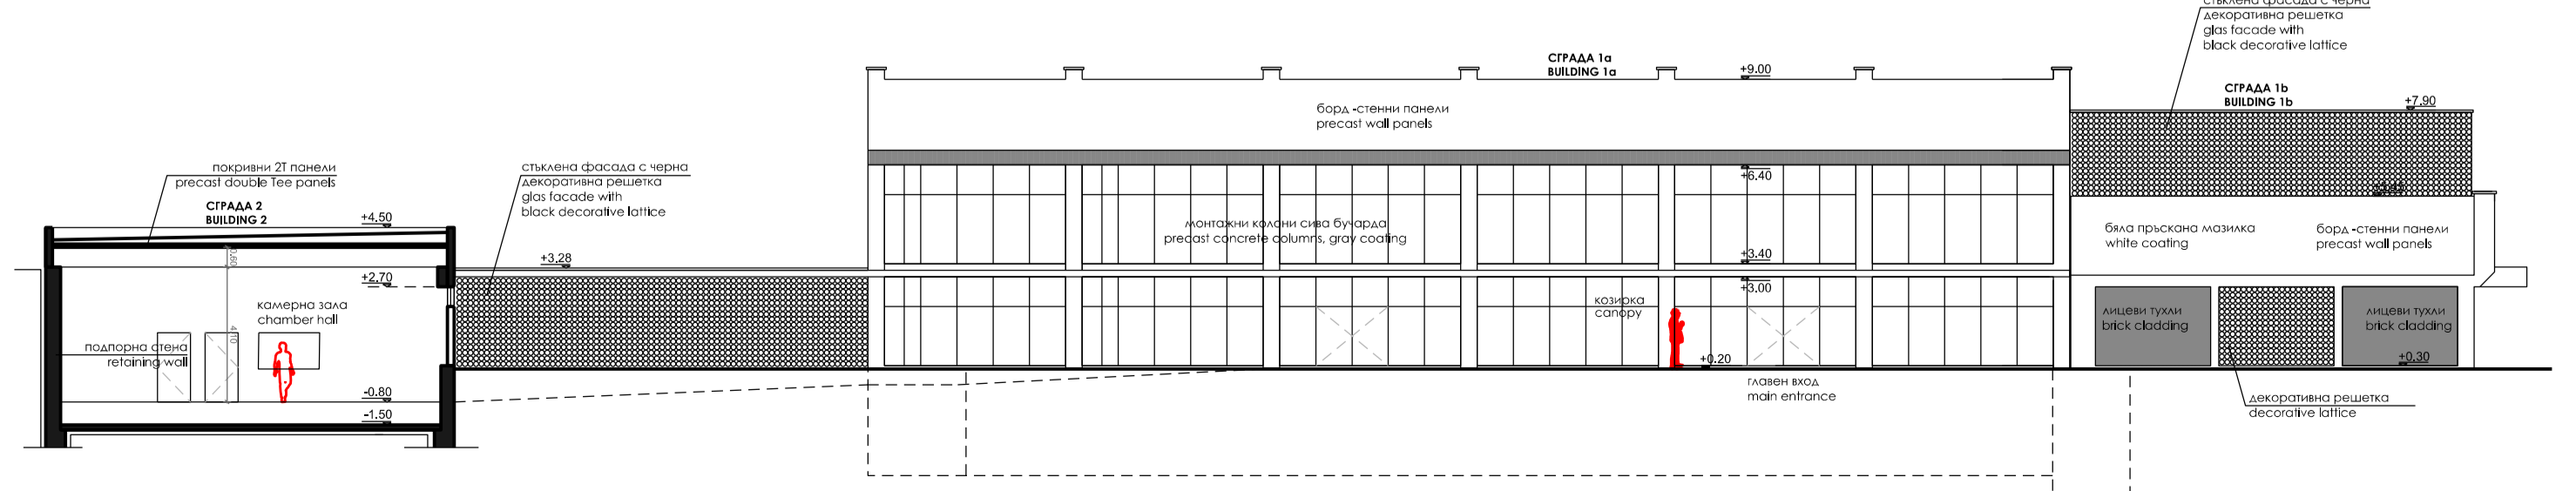 покривни 2Т панели
precast double Tee panels
СГРАДА 2
BUILDING 2
+4.50
0.60
+2.70
камерна зала
chamber hall
4.10
подпорна стена
retaining wall
-0.80
-1.50
стъклена фасада с черна
декоративна решетка
glas facade with
black decorative lattice
+3.28
СГРАДА 1a
BUILDING 1a
+9.00
борд -стенни панели
precast wall panels
+6.40
монтажни колони сива бучарда
precast concrete columns, gray coating
+3.40
+3.00
козирка
canopy
+0.20
главен вход
main entrance
стъклена фасада с черна
декоративна решетка
glas facade with
black decorative lattice
СГРАДА 1b
BUILDING 1b
+7.90
бяла пръскана мазилка
white coating
борд -стенни панели
precast wall panels
лицеви тухли
brick cladding
лицеви тухли
brick cladding
+0.30
декоративна решетка
decorative lattice